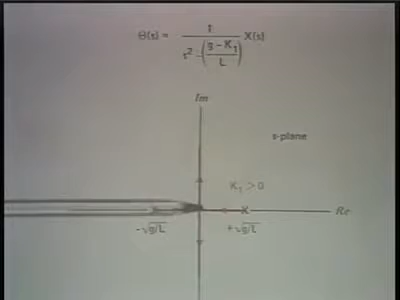 Θ(s) = 1 / s² - ((g - K₁) / L) X(s)
Im
s-plane
K₁ > 0
Re
-√g/L
+√g/L